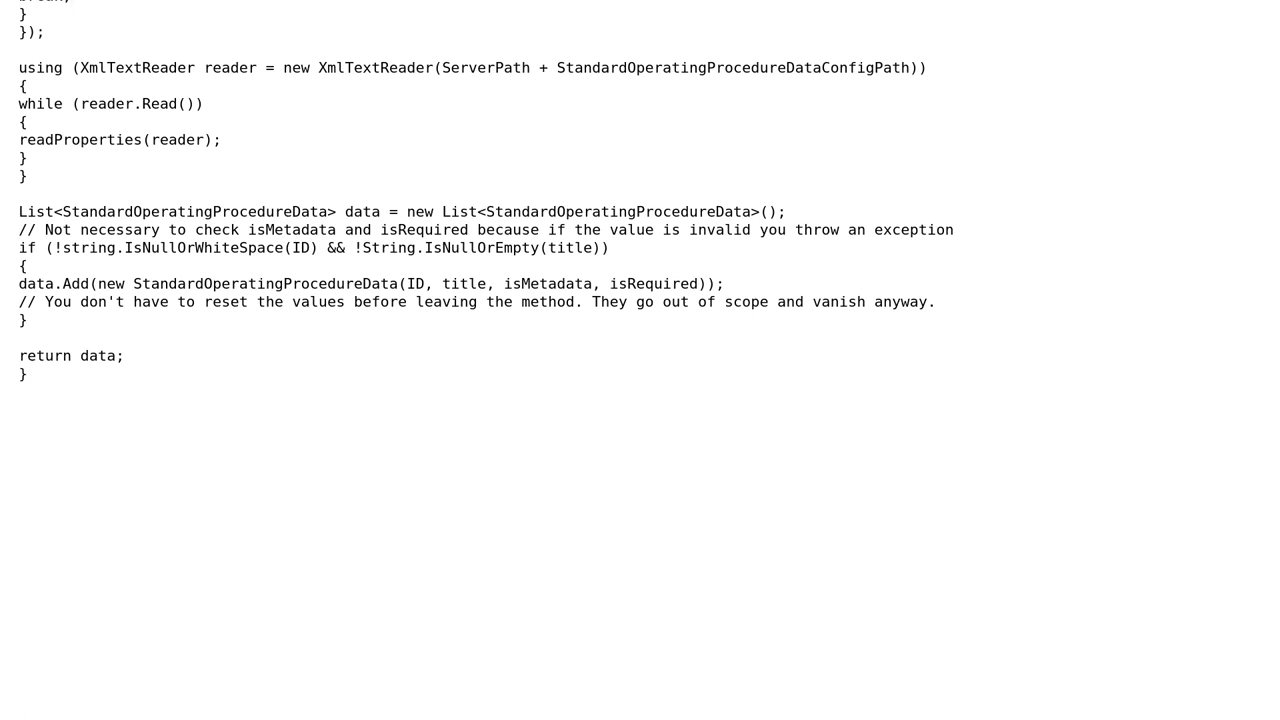 }
});

using (XmlTextReader reader = new XmlTextReader(ServerPath + StandardOperatingProcedureDataConfigPath))
{
while (reader.Read())
{
readProperties(reader);
}
}

List<StandardOperatingProcedureData> data = new List<StandardOperatingProcedureData>();
// Not necessary to check isMetadata and isRequired because if the value is invalid you throw an exception
if (!string.IsNullOrWhiteSpace(ID) && !String.IsNullOrEmpty(title))
{
data.Add(new StandardOperatingProcedureData(ID, title, isMetadata, isRequired));
// You don't have to reset the values before leaving the method. They go out of scope and vanish anyway.
}

return data;
}